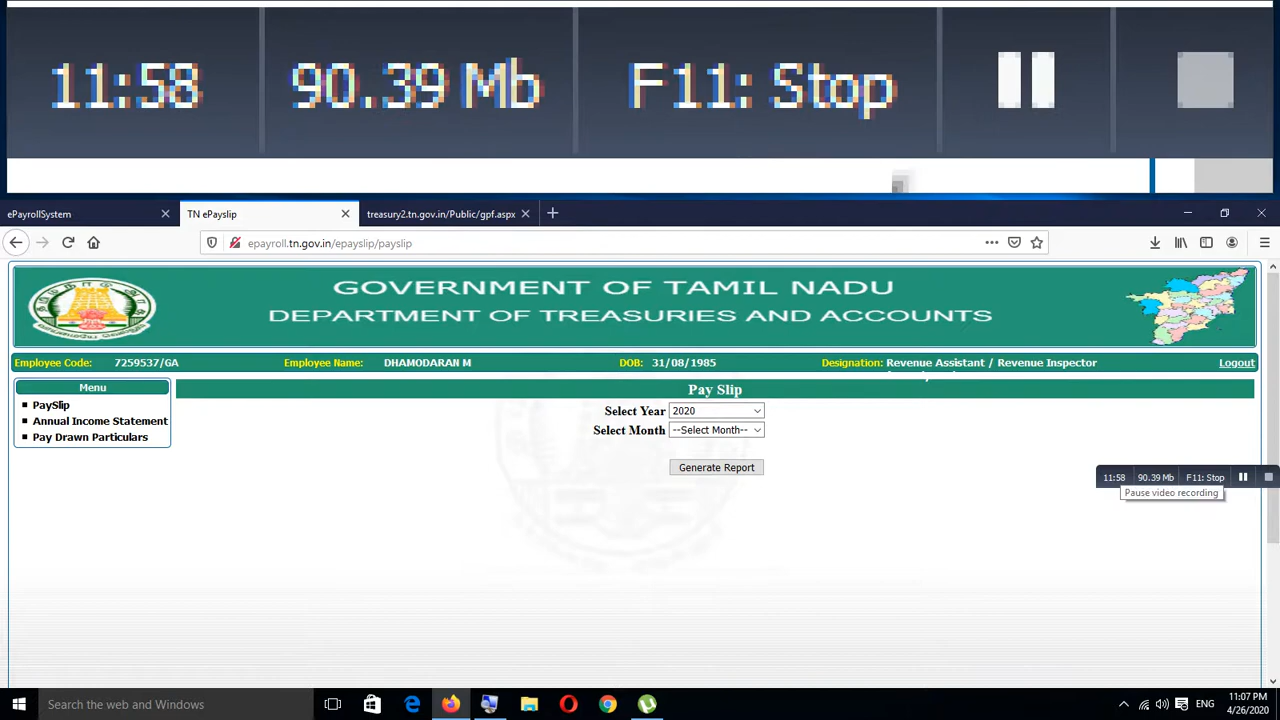 11:58 90.39 Mb F11: Stop
ePayrollSystem TN ePayslip treasury2.tn.gov.in/Public/gpf.aspx
epayroll.tn.gov.in/epayslip/payslip
GOVERNMENT OF TAMIL NADU
DEPARTMENT OF TREASURIES AND ACCOUNTS
Employee Code: 7259537/GA Employee Name: DHAMODARAN M DOB: 31/08/1985 Designation: Revenue Assistant / Revenue Inspector Logout
Menu
PaySlip
Annual Income Statement
Pay Drawn Particulars
Pay Slip
Select Year 2020
Select Month --Select Month--
Generate Report
11:58 90.39 Mb F11: Stop
Pause video recording
Search the web and Windows
ENG
11:07 PM
4/26/2020